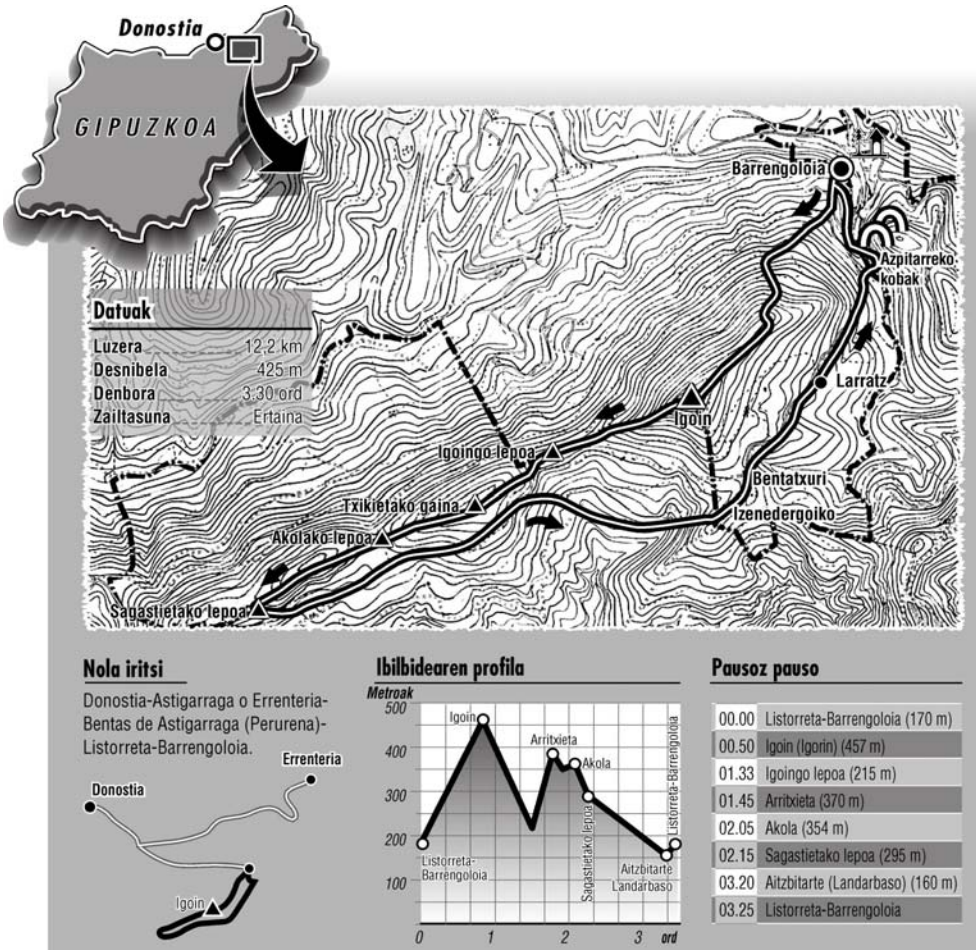 Donostia
GIPUZKOA
Barrengoloia
Azpitarreko
kobak
Larratz
Igoin
Igoingo lepoa
Bentatxuri
Txikietako gaina
Izenedergoiko
Akolako lepoa
Sagastietako lepoa
Datuak
Luzera 12,2 km
Desnibela 425 m
Denbora 3.30 ord
Zailtasuna Ertaina
Nola iritsi
Donostia-Astigarraga o Errenteria-
Bentas de Astigarraga (Perurena)-
Listorreta-Barrengoloia.
Errenteria
Donostia
Igoin
Ibilbidearen profila
Metroak
500
400
300
200
100
0 1 2 3 ord
Igoin
Arritxieta
Akola
Listorreta-
Barrengoloia
Sagastietako lepoa
Aitzbitarte
Landarbaso
Listorreta-Barrengoloia
Pausoz pauso
00.00 Listorreta-Barrengoloia (170 m)
00.50 Igoin (Igorin) (457 m)
01.33 Igoingo lepoa (215 m)
01.45 Arritxieta (370 m)
02.05 Akola (354 m)
02.15 Sagastietako lepoa (295 m)
03.20 Aitzbitarte (Landarbaso) (160 m)
03.25 Listorreta-Barrengoloia